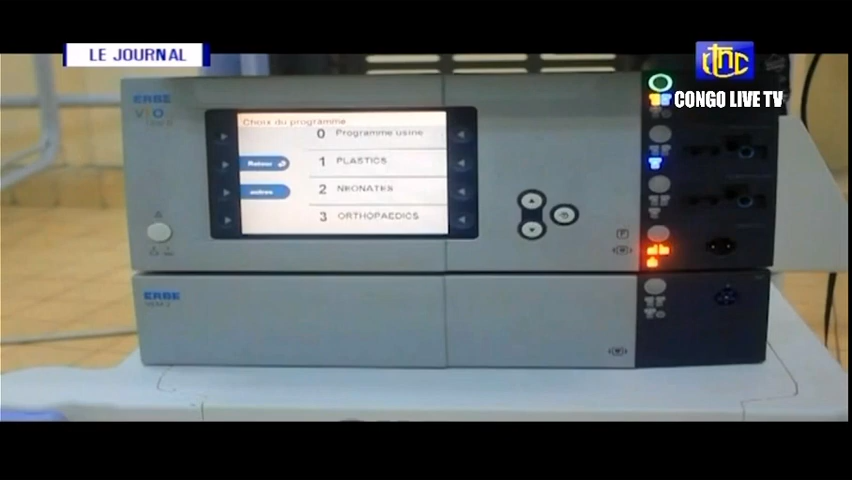 LE JOURNAL
rtnc
CONGO LIVE TV
ERBE
VIO
Choix du programme
0 Programme usine
Retour
1 PLASTICS
2 NEONATES
3 ORTHOPAEDICS
ERBE